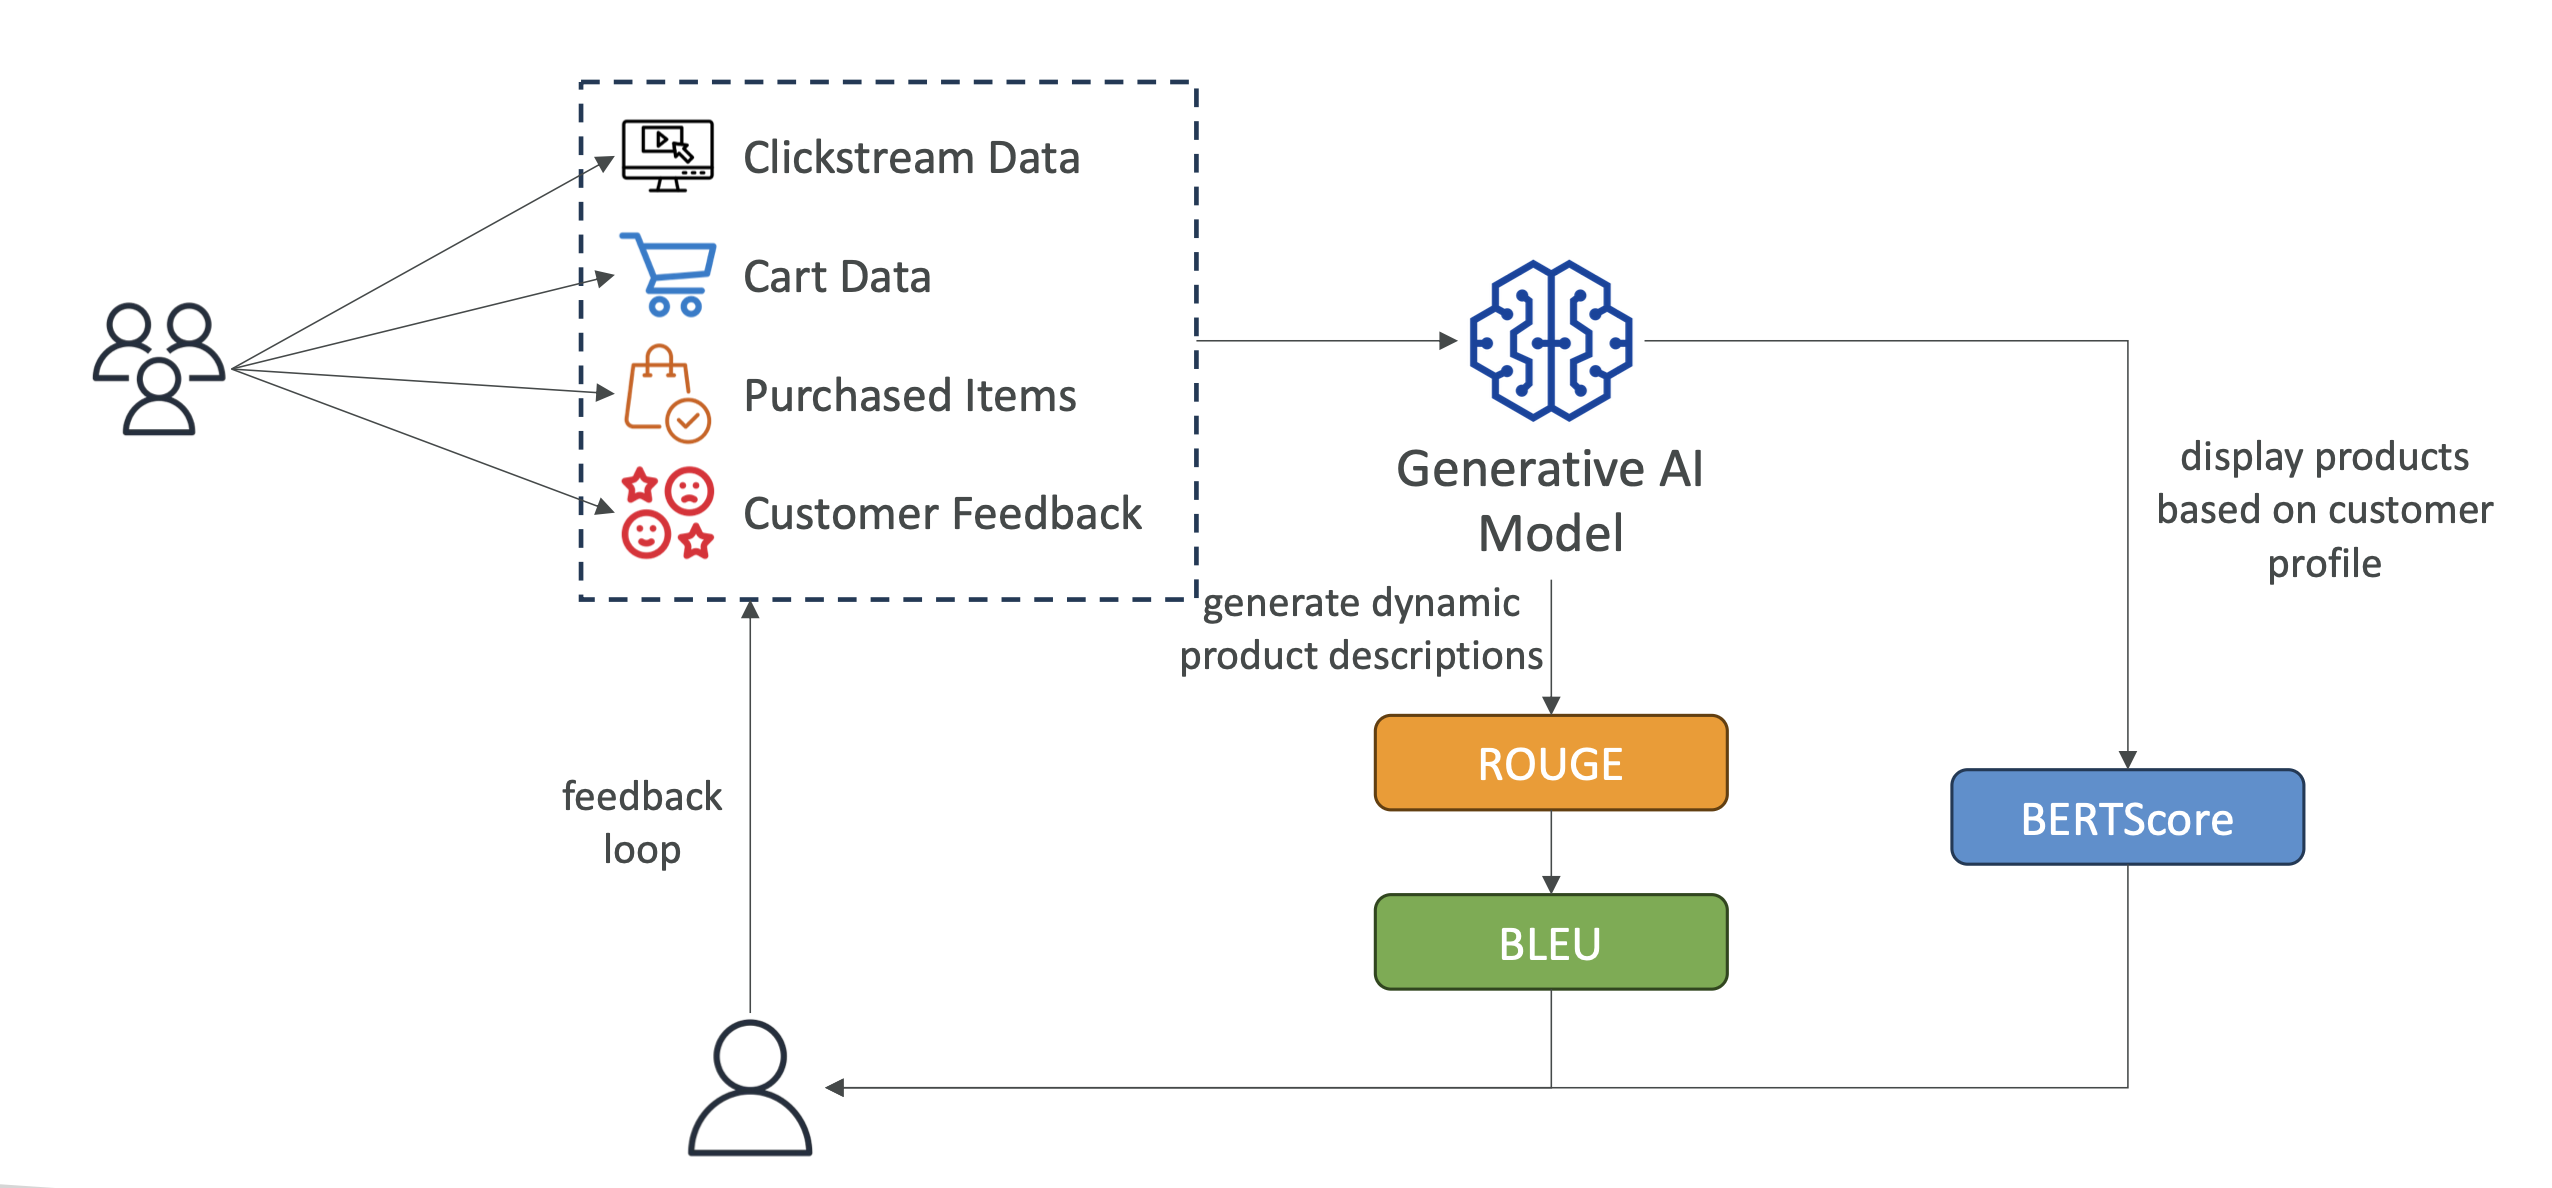 Clickstream Data
Cart Data
Purchased Items
Customer Feedback
Generative AI
Model
display products
based on customer
profile
generate dynamic
product descriptions
ROUGE
BERTScore
BLEU
feedback
loop